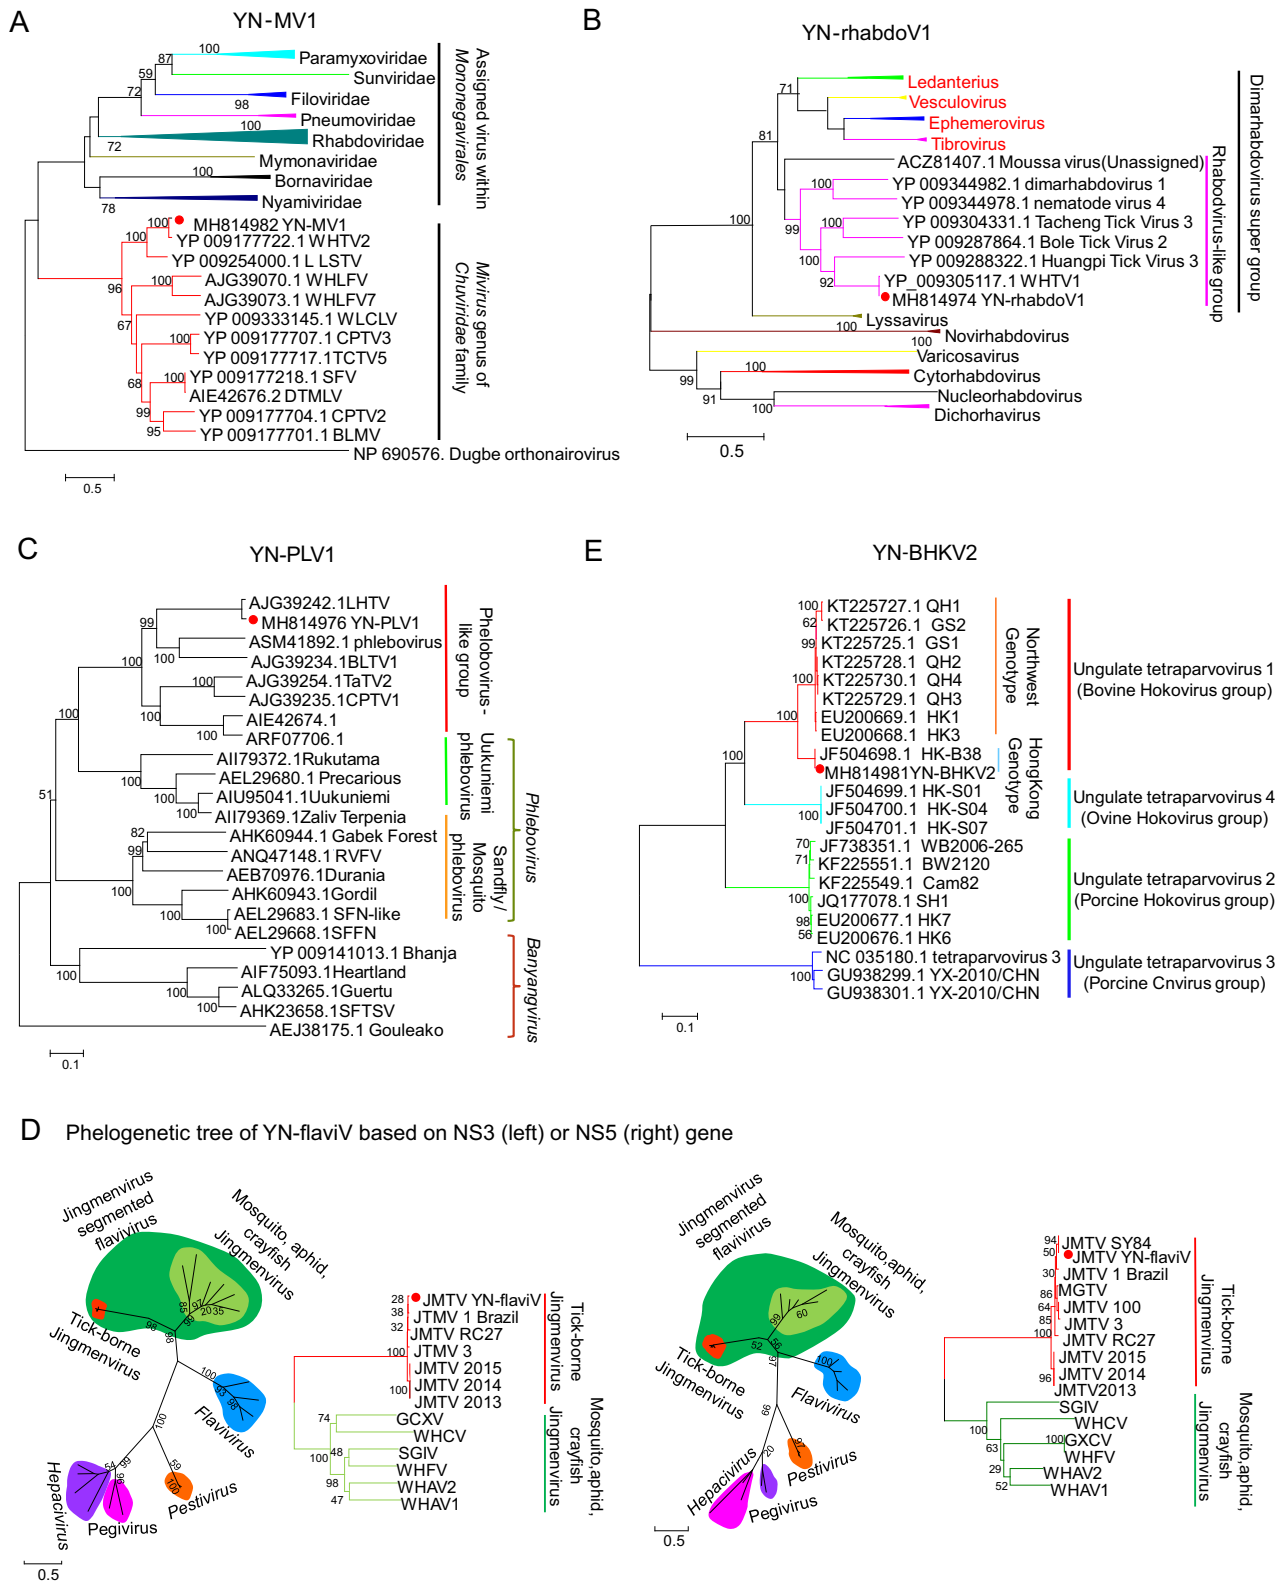 A
YN-MV1
100
Paramyxoviridae
87
Sunviridae
59
72
Filoviridae
98
Pneumoviridae
100
Rhabdoviridae
72
Mymonaviridae
100
Bornaviridae
78
Nyamiviridae
Assigned virus within
Mononegavirales
100
MH814982 YN-MV1
100
YP 009177722.1 WHTV2
YP 009254000.1 L LSTV
96
AJG39070.1 WHLFV
100
AJG39073.1 WHLFV7
67
YP 009333145.1 WLCLV
YP 009177707.1 CPTV3
100
YP 009177717.1TCTV5
68
YP 009177218.1 SFV
100
AIE42676.2 DTMLV
99
YP 009177704.1 CPTV2
95
YP 009177701.1 BLMV
Mivirus genus of
Chuviridae family
NP 690576. Dugbe orthonairovirus
0.5
B
YN-rhabdoV1
71
Ledanterius
Vesculovirus
Ephemerovirus
Tibrovirus
81
ACZ81407.1 Moussa virus(Unassigned)
100
YP 009344982.1 dimarhabdovirus 1
YP 009344978.1 nematode virus 4
100
99
YP 009304331.1 Tacheng Tick Virus 3
100
YP 009287864.1 Bole Tick Virus 2
100
YP 009288322.1 Huangpi Tick Virus 3
92
YP_009305117.1 WHTV1
MH814974 YN-rhabdoV1
Lyssavirus
100
Novirhabdovirus
100
Varicosavirus
99
100
Cytorhabdovirus
91
Nucleorhabdovirus
100
Dichorhavirus
Rhabodvirus-like group
Dimarhabdovirus super group
0.5
C
YN-PLV1
AJG39242.1LHTV
MH814976 YN-PLV1
99
ASM41892.1 phlebovirus
100
AJG39234.1BLTV1
100
AJG39254.1TaTV2
100
AJG39235.1CPTV1
100
AIE42674.1
100
ARF07706.1
100
AII79372.1Rukutama
AEL29680.1 Precarious
100
AIU95041.1Uukuniemi
100
AII79369.1Zaliv Terpenia
51
82
AHK60944.1 Gabek Forest
99
ANQ47148.1 RVFV
AEB70976.1Durania
100
AHK60943.1Gordil
100
AEL29683.1 SFN-like
100
AEL29668.1SFFN
YP 009141013.1 Bhanja
100
AIF75093.1Heartland
100
ALQ33265.1Guertu
100
AHK23658.1SFTSV
AEJ38175.1 Gouleako
Phelobovirus-
like group
Uukuniemi
phlebovirus
Sandfly/
Mosquito
phlebovirus
Phlebovirus
Banyangvirus
0.1
E
YN-BHKV2
100
KT225727.1 QH1
62
KT225726.1 GS2
99
KT225725.1 GS1
KT225728.1 QH2
100
KT225730.1 QH4
KT225729.1 QH3
100
EU200669.1 HK1
EU200668.1 HK3
JF504698.1 HK-B38
100
MH814981YN-BHKV2
JF504699.1 HK-S01
100
JF504700.1 HK-S04
JF504701.1 HK-S07
70
JF738351.1 WB2006-265
71
KF225551.1 BW2120
KF225549.1 Cam82
100
JQ177078.1 SH1
98
EU200677.1 HK7
56
EU200676.1 HK6
NC 035180.1 tetraparvovirus 3
100
GU938299.1 YX-2010/CHN
GU938301.1 YX-2010/CHN
Northwest
Genotype
HongKong
Genotype
Ungulate tetraparvovirus 1
(Bovine Hokovirus group)
Ungulate tetraparvovirus 4
(Ovine Hokovirus group)
Ungulate tetraparvovirus 2
(Porcine Hokovirus group)
Ungulate tetraparvovirus 3
(Porcine Cnvirus group)
0.1
D Phelogenetic tree of YN-flaviV based on NS3 (left) or NS5 (right) gene
Jingmenvirus
segmented
flavivirus
Mosquito, aphid,
crayfish
Jingmenvirus
85
97
2035
99
98
98
Tick-borne
Jingmenvirus
100
93
98
Flavivirus
100
59
100
Pestivirus
54
99
96
Hepacivirus
Pegivirus
0.5
28
JMTV YN-flaviV
38
JTMV 1 Brazil
32
JMTV RC27
100
JTMV 3
JMTV 2015
100
JMTV 2014
JMTV 2013
74
GCXV
WHCV
48
SGIV
100
WHFV
98
WHAV2
47
WHAV1
Tick-borne
Jingmenvirus
Mosquito,aphid,
crayfish
Jingmenvirus
Jingmenvirus
segmented
flavivirus
Mosquito,aphid,
crayfish
Jingmenvirus
99
60
56
52
97
Tick-borne
Jingmenvirus
100
Flavivirus
66
20
97
Pestivirus
Hepacivirus
Pegivirus
0.5
94
JMTV SY84
50
JMTV YN-flaviV
30
JMTV 1 Brazil
86
MGTV
64
JMTV 100
85
JMTV 3
100
JMTV RC27
JMTV 2015
96
JMTV 2014
JMTV2013
SGIV
WHCV
100
GXCV
63
WHFV
29
WHAV2
52
WHAV1
Tick-borne
Jingmenvirus
Mosquito,aphid,
crayfish
Jingmenvirus